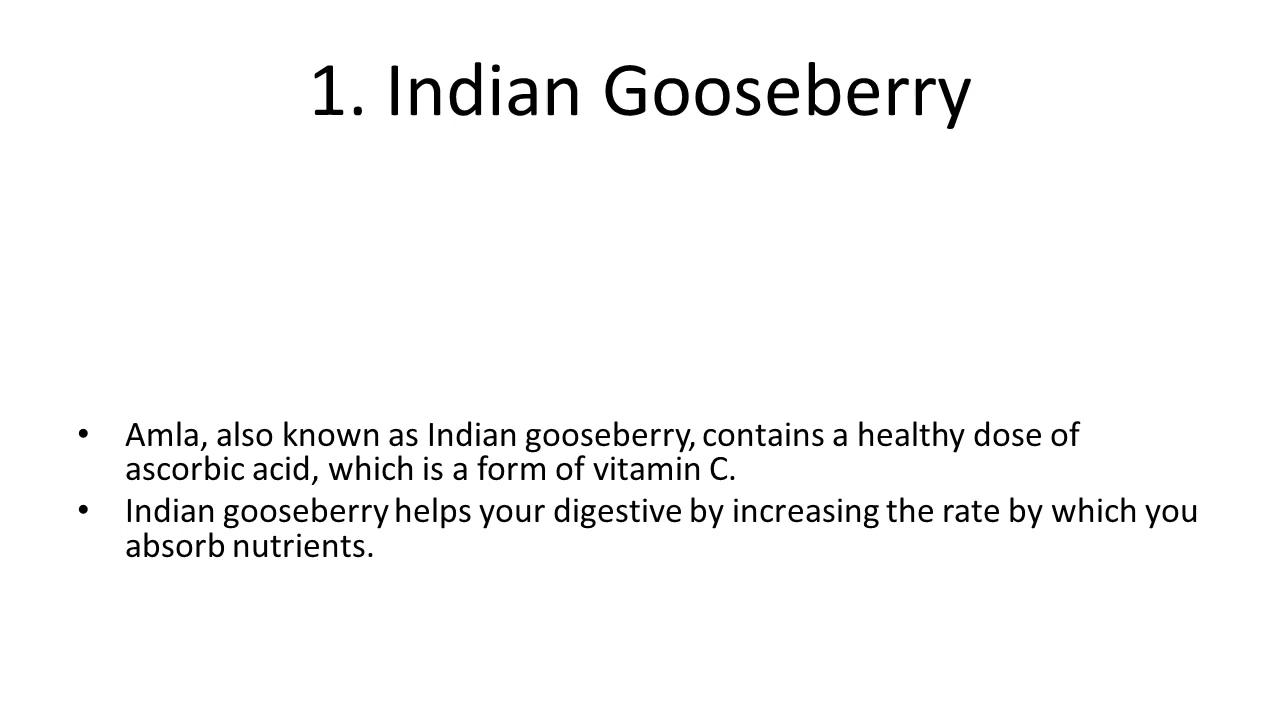 1. Indian Gooseberry
• Amla, also known as Indian gooseberry, contains a healthy dose of
ascorbic acid, which is a form of vitamin C.
• Indian gooseberry helps your digestive by increasing the rate by which you
absorb nutrients.